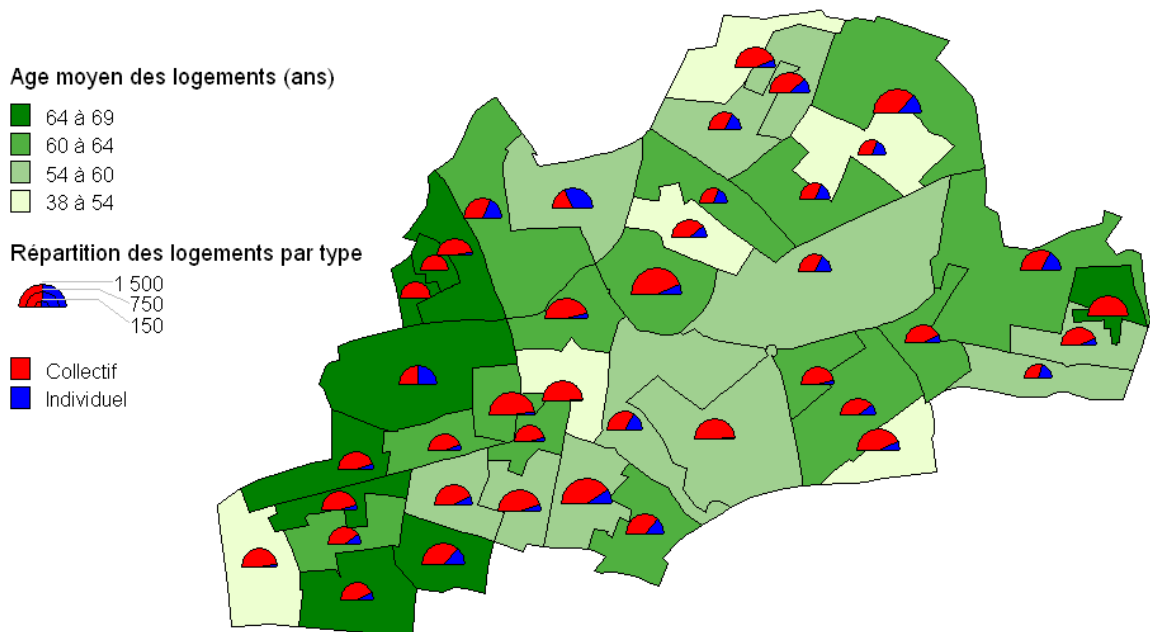 Age moyen des logements (ans)
64 à 69
60 à 64
54 à 60
38 à 54
Répartition des logements par type
1 500
750
150
Collectif
Individuel